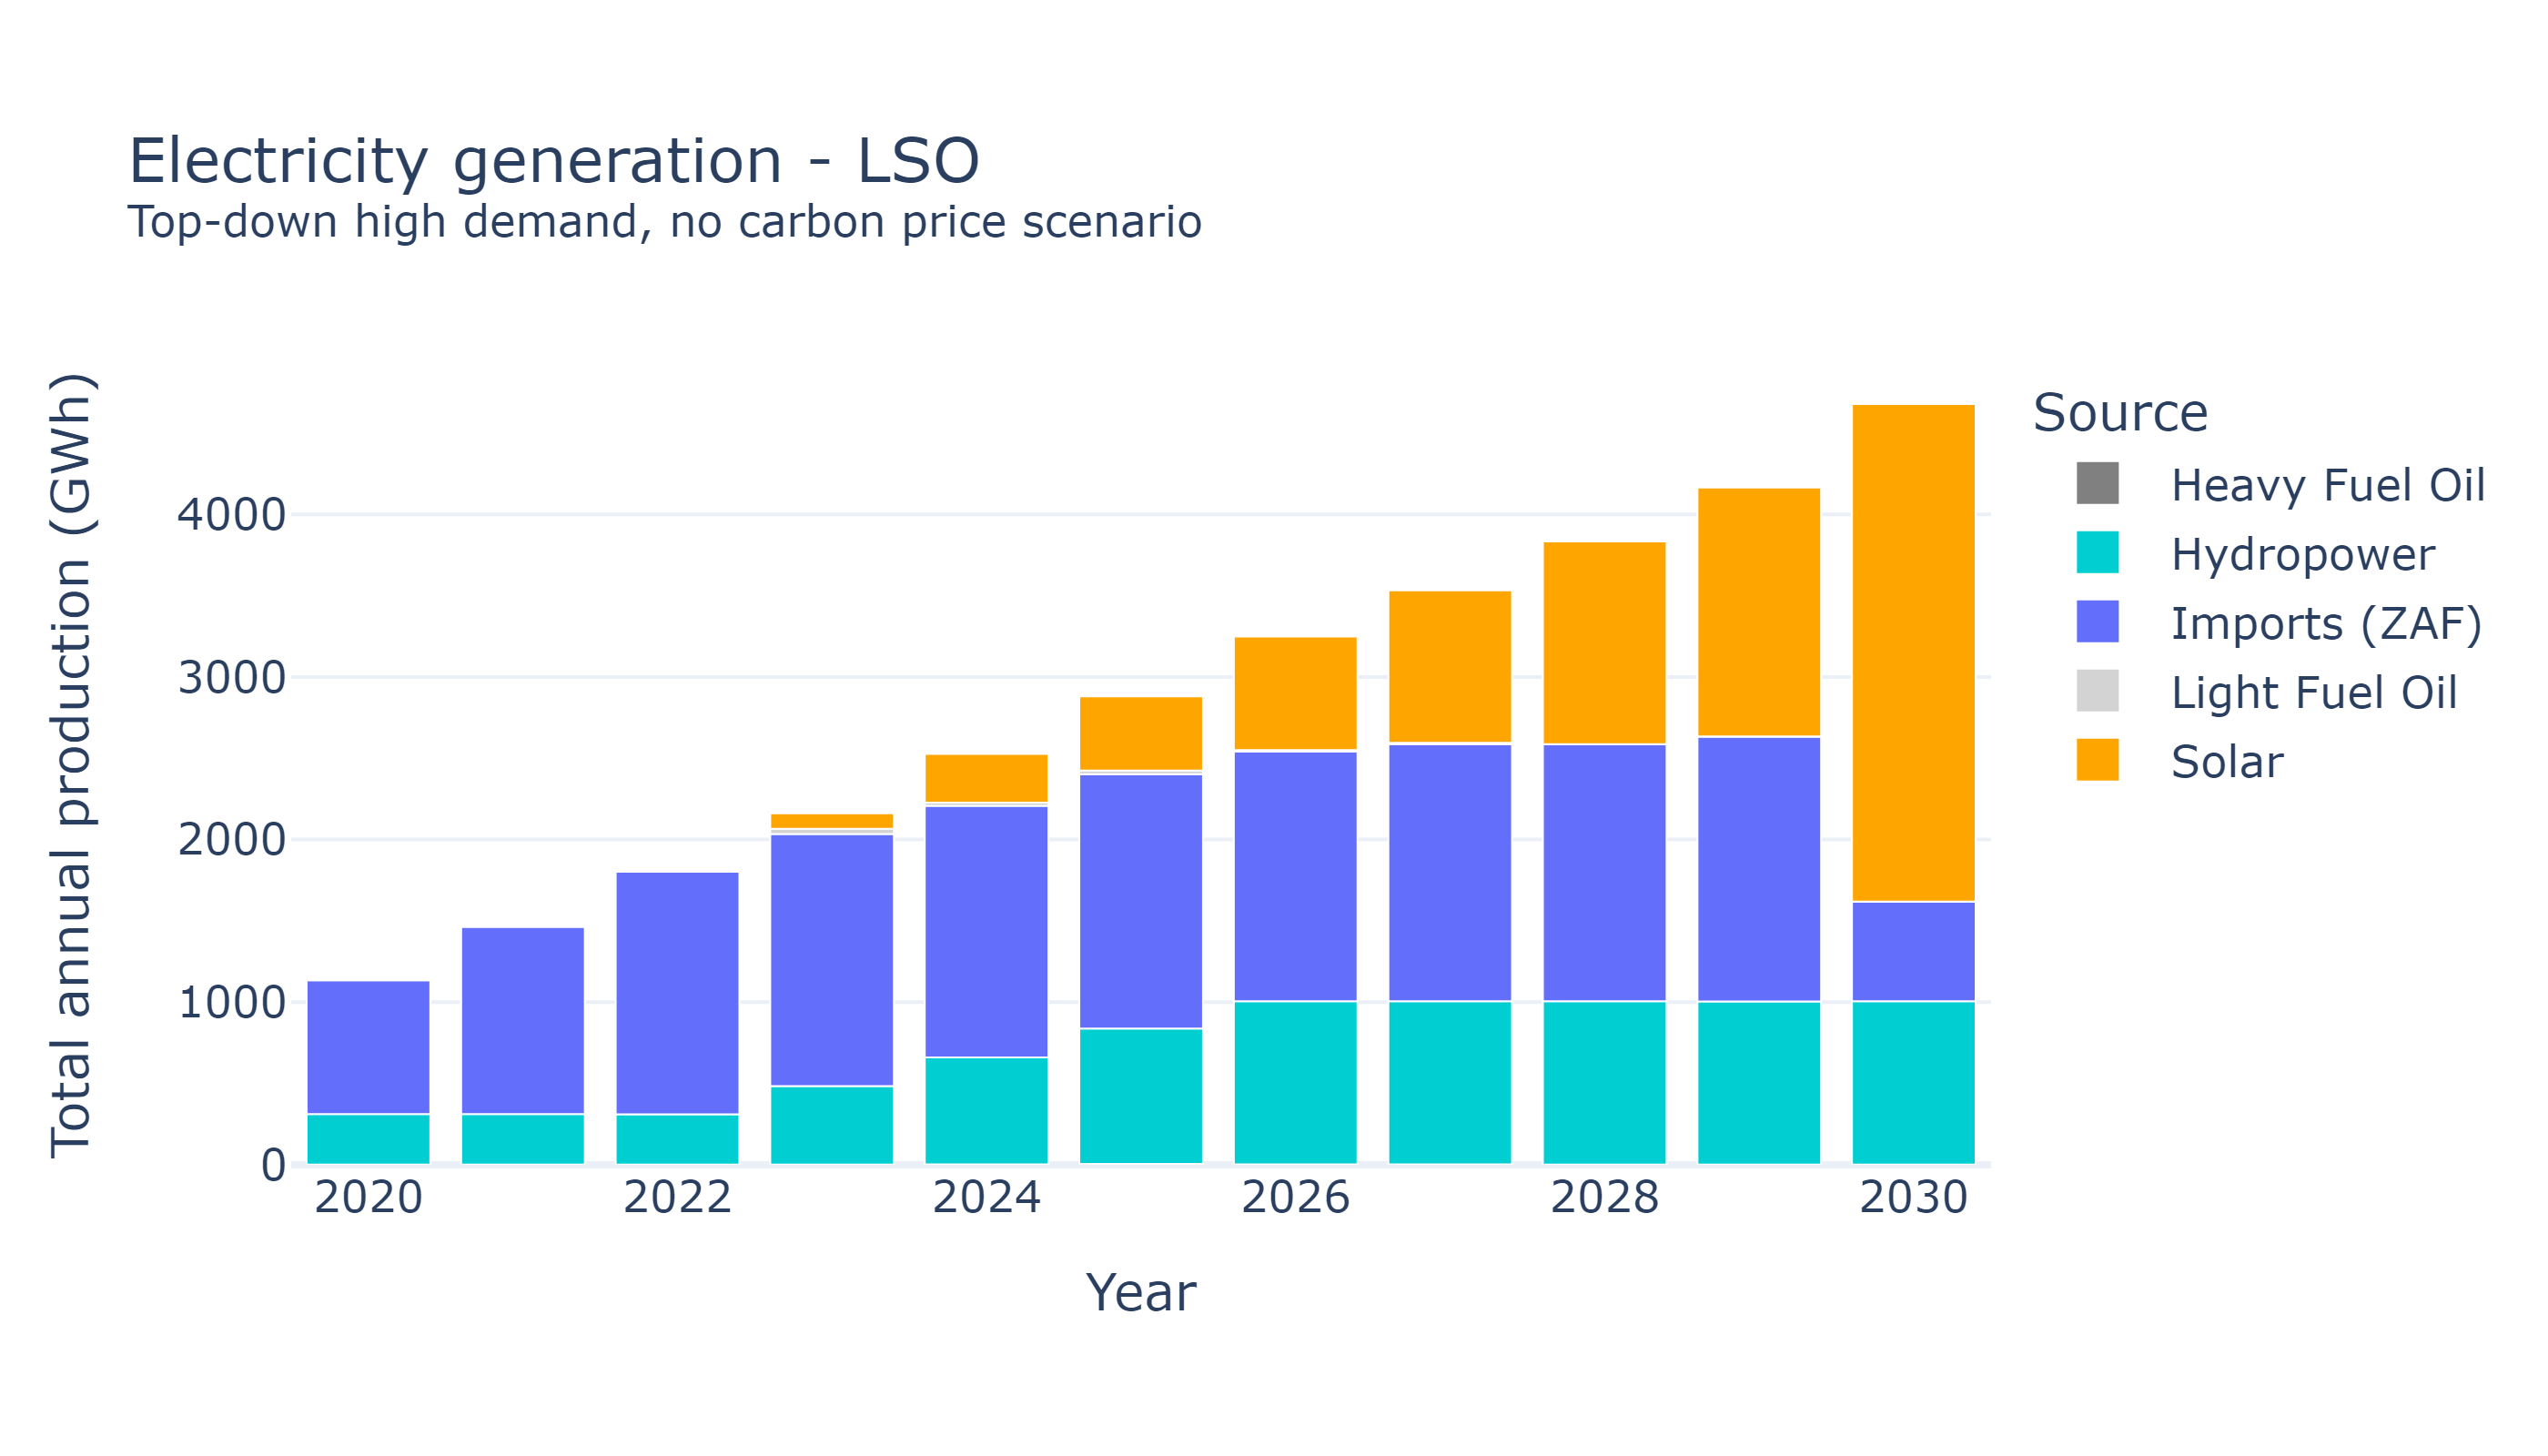 Electricity generation - LSO
Top-down high demand, no carbon price scenario
Total annual production (GWh)
4000
3000
2000
1000
0
2020
2022
2024
2026
2028
2030
Year
Source
Heavy Fuel Oil
Hydropower
Imports (ZAF)
Light Fuel Oil
Solar